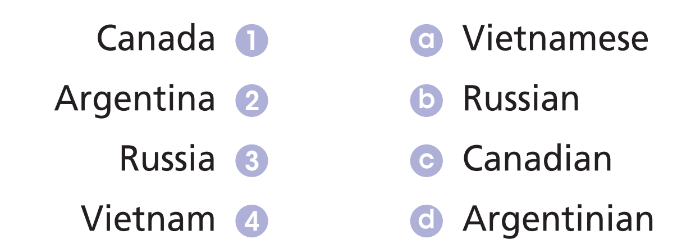 Canada 1 a Vietnamese
Argentina 2 b Russian
Russia 3 c Canadian
Vietnam 4 d Argentinian